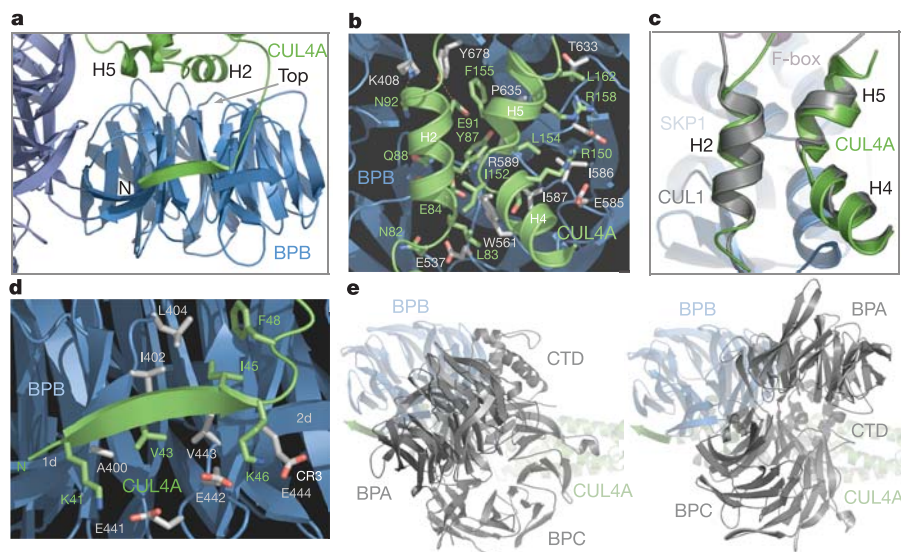 a
H5
CUL4A
H2
Top
N
BPB
b
Y678
T633
K408
F155
L162
P635
N92
R158
H5
E91
H2
Y87
L154
Q88
R589
R150
BPB
I152
I586
I587
E84
E585
H4
N82
W561
CUL4A
L83
E537
c
F-box
SKP1
H5
H2
CUL4A
CUL1
H4
d
L404
F48
I402
I45
BPB
2d
N
1d
A400
V43
V443
K46
CR3
CUL4A
E442
E444
K41
E441
e
BPB
CTD
BPA
CUL4A
BPC
BPB
BPA
CTD
CUL4A
BPC